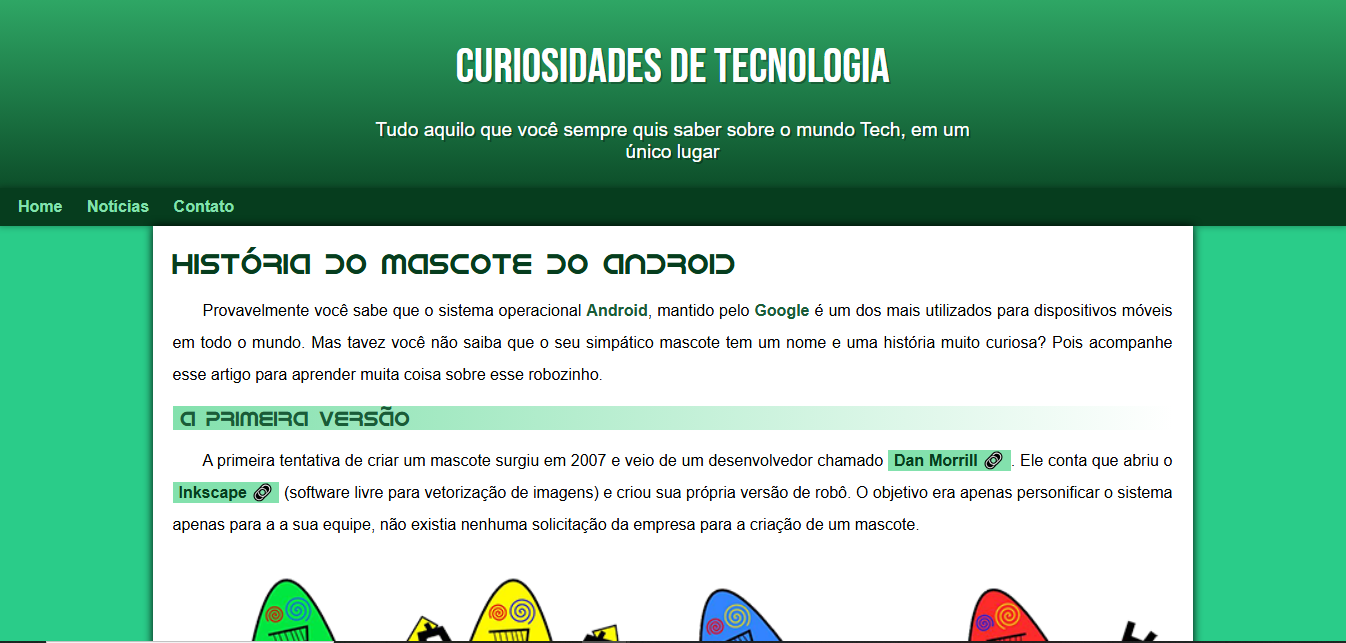 CURIOSIDADES DE TECNOLOGIA
Tudo aquilo que você sempre quis saber sobre o mundo Tech, em um
único lugar
Home Notícias Contato
HISTÓRIA DO MASCOTE DO ANDROID
Provavelmente você sabe que o sistema operacional Android, mantido pelo Google é um dos mais utilizados para dispositivos móveis
em todo o mundo. Mas tavez você não saiba que o seu simpático mascote tem um nome e uma história muito curiosa? Pois acompanhe
esse artigo para aprender muita coisa sobre esse robozinho.
A PRIMEIRA VERSÃO
A primeira tentativa de criar um mascote surgiu em 2007 e veio de um desenvolvedor chamado Dan Morrill . Ele conta que abriu o
Inkscape (software livre para vetorização de imagens) e criou sua própria versão de robô. O objetivo era apenas personificar o sistema
apenas para a a sua equipe, não existia nenhuma solicitação da empresa para a criação de um mascote.